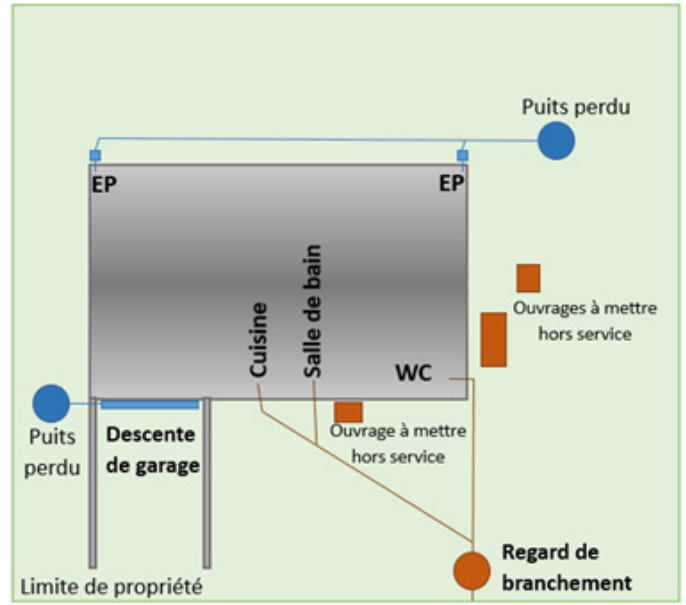 Puits perdu
EP
EP
Ouvrages à mettre
hors service
Cuisine
Salle de bain
WC
Puits
perdu
Descente
de garage
Ouvrage à mettre
hors service
Regard de
branchement
Limite de propriété